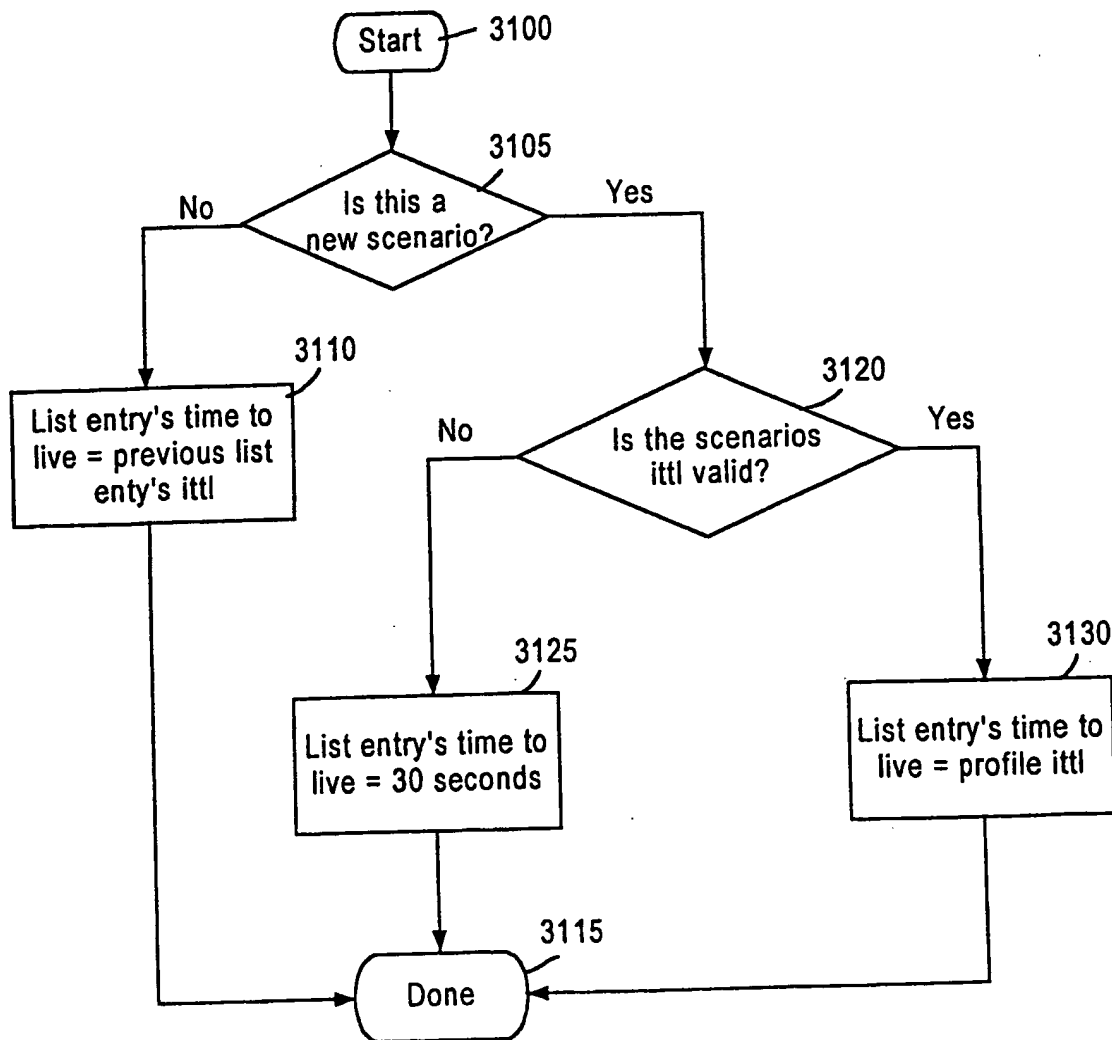 Start
3100
3105
Is this a
new scenario?
No
Yes
3110
List entry's time to
live = previous list
enty's ittl
3120
Is the scenarios
ittl valid?
No
Yes
3125
List entry's time to
live = 30 seconds
3130
List entry's time to
live = profile ittl
3115
Done